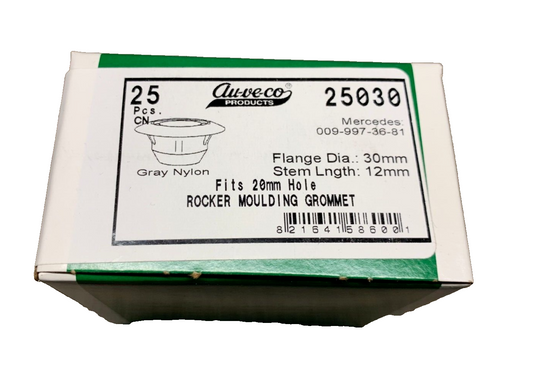 25
Pcs.
CN
Au-ve-co
PRODUCTS
25030
Mercedes:
009-997-36-81
Gray Nylon
Flange Dia.: 30mm
Stem Lngth: 12mm
Fits 20mm Hole
ROCKER MOULDING GROMMET
8 21641 58600 1